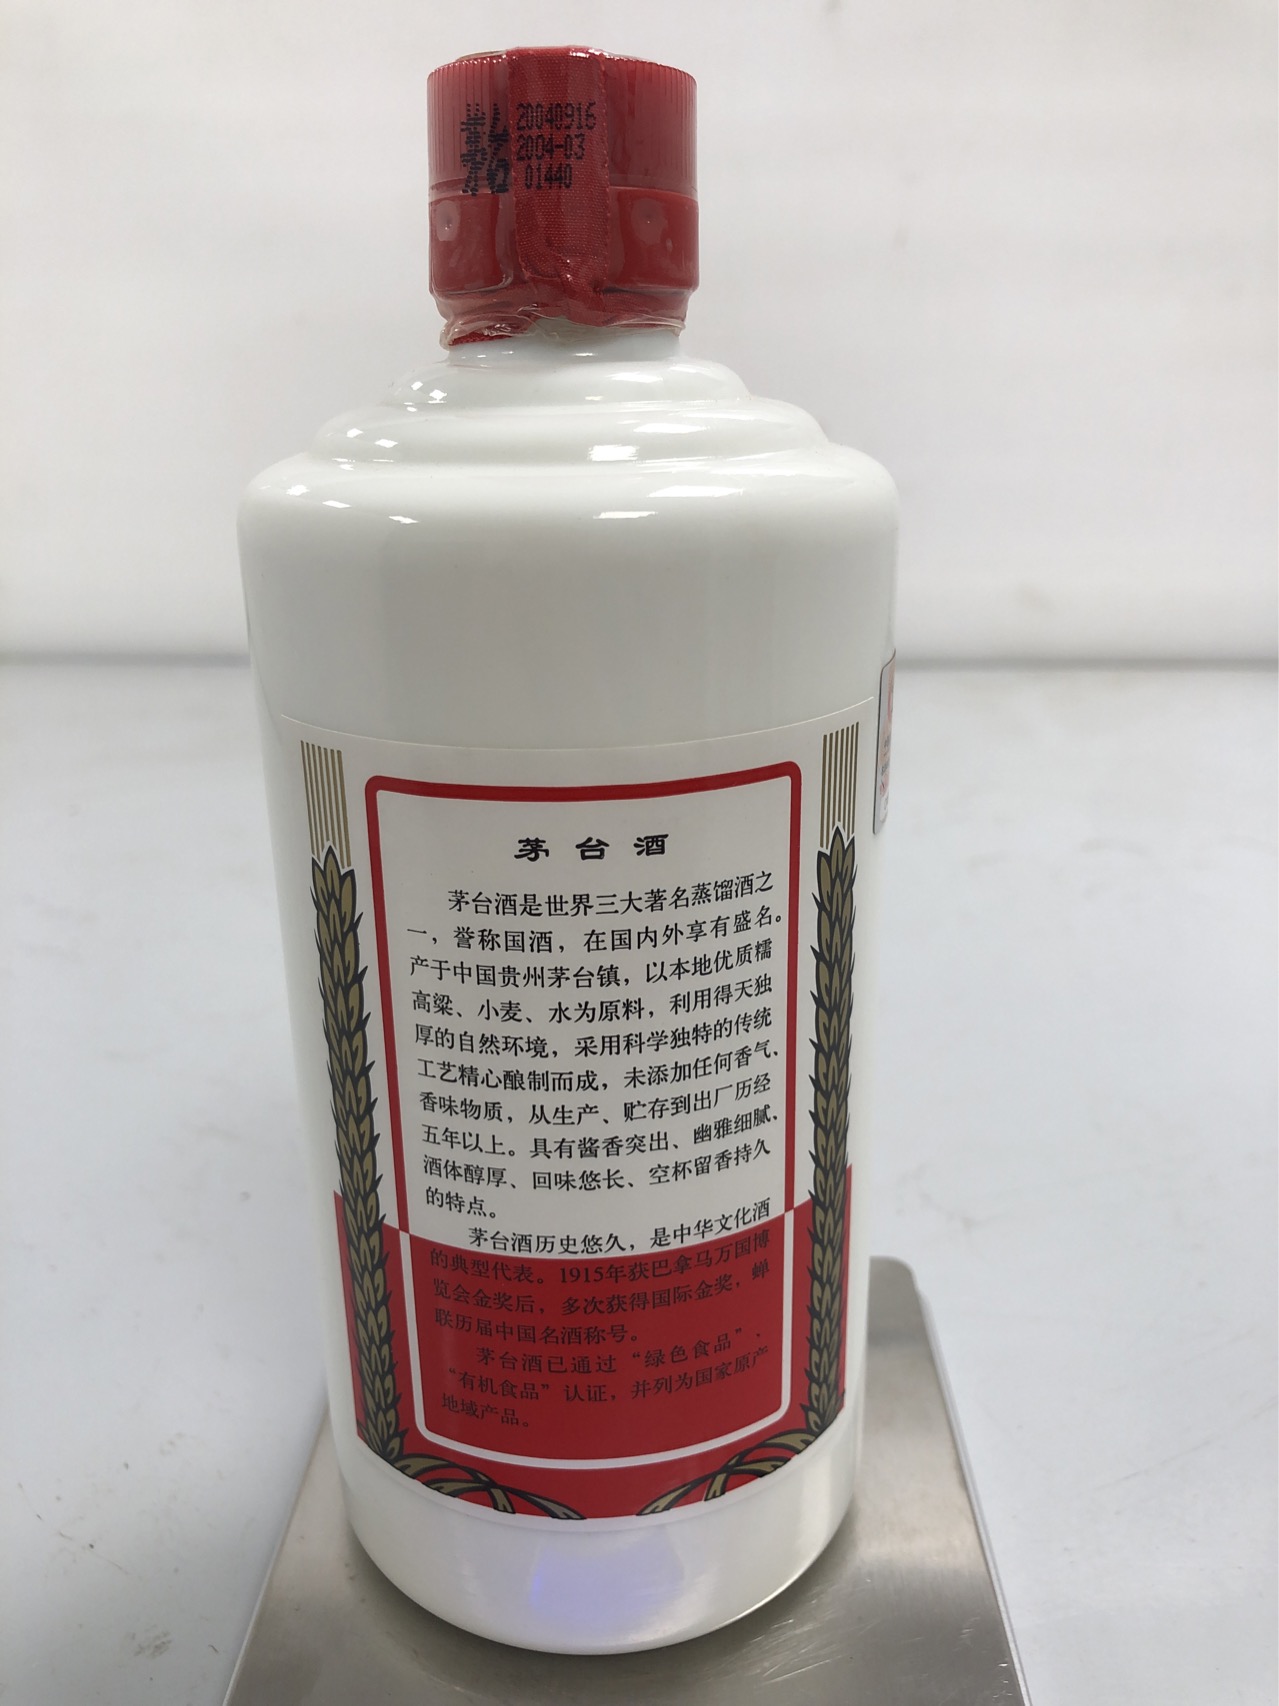 茅台
20040916
2004-03
01440
茅台酒
茅台酒是世界三大著名蒸馏酒之
一，誉称国酒，在国内外享有盛名。
产于中国贵州茅台镇，以本地优质糯
高粱、小麦、水为原料，利用得天独
厚的自然环境，采用科学独特的传统
工艺精心酿制而成，未添加任何香气、
香味物质，从生产、贮存到出厂历经
五年以上。具有酱香突出、幽雅细腻、
酒体醇厚、回味悠长、空杯留香持久
的特点。
茅台酒历史悠久，是中华文化酒
的典型代表。1915年获巴拿马万国博
览会金奖后，多次获得国际金奖，蝉
联历届中国名酒称号。
茅台酒已通过“绿色食品”、
“有机食品”认证，并列为国家原产
地域产品。